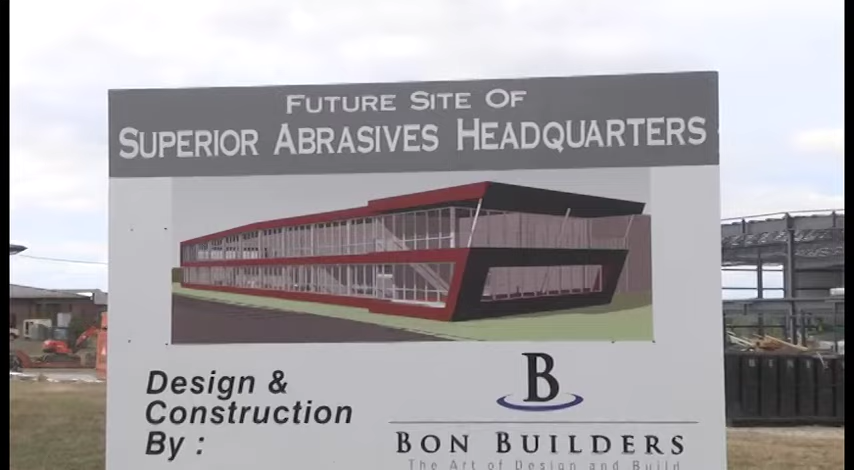 FUTURE SITE OF
SUPERIOR ABRASIVES HEADQUARTERS
Design &
Construction
By :
B
BON BUILDERS
The Art of Design and Build